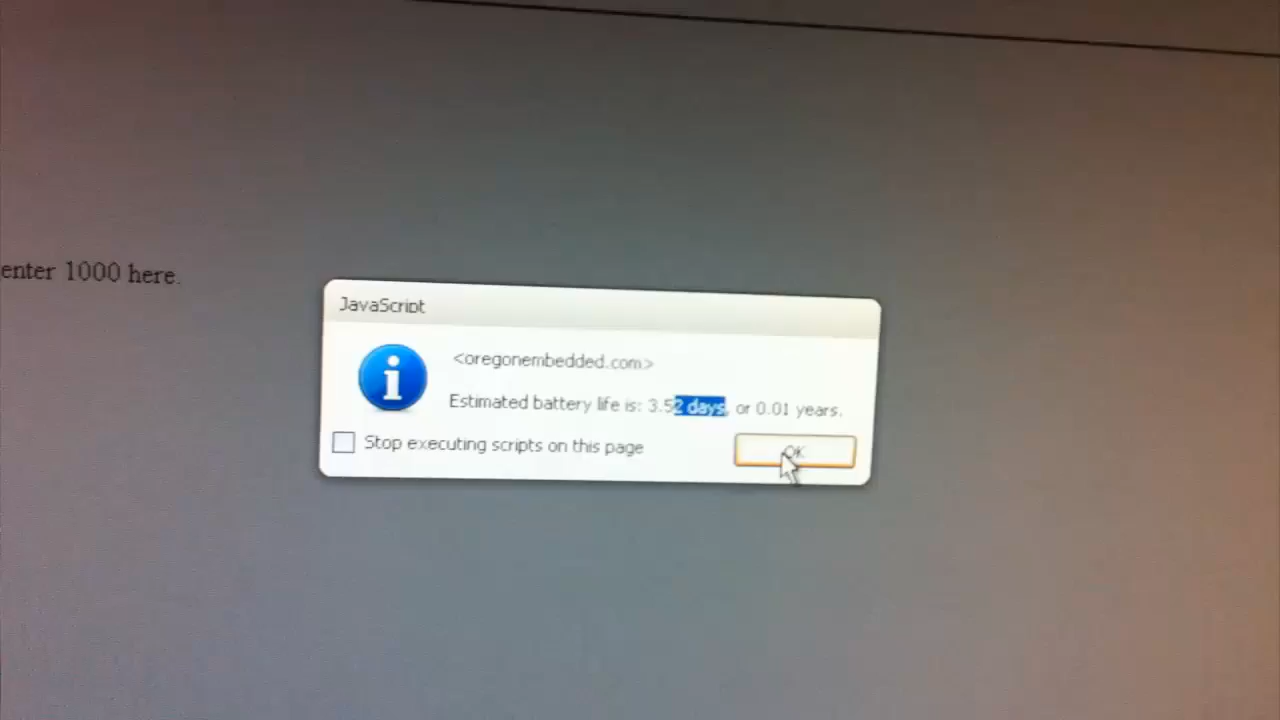 enter 1000 here.
JavaScript
<oregonembedded.com>
Estimated battery life is: 3.52 days, or 0.01 years.
Stop executing scripts on this page
OK